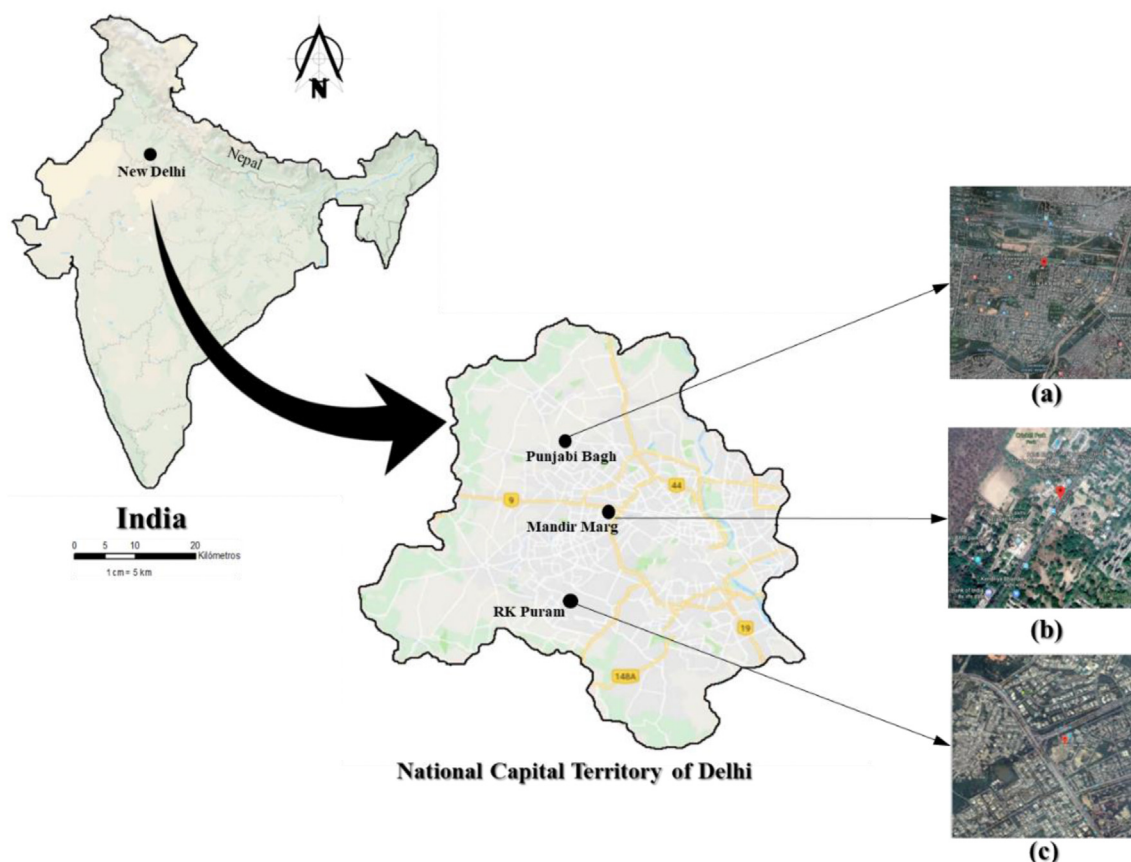 N
Nepal
New Delhi
India
0 5 10 20
Kilómetros
1 cm = 5 km
Punjabi Bagh
44
9
Mandir Marg
RK Puram
19
148A
National Capital Territory of Delhi
(a)
(b)
(c)